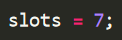 slots = 7;